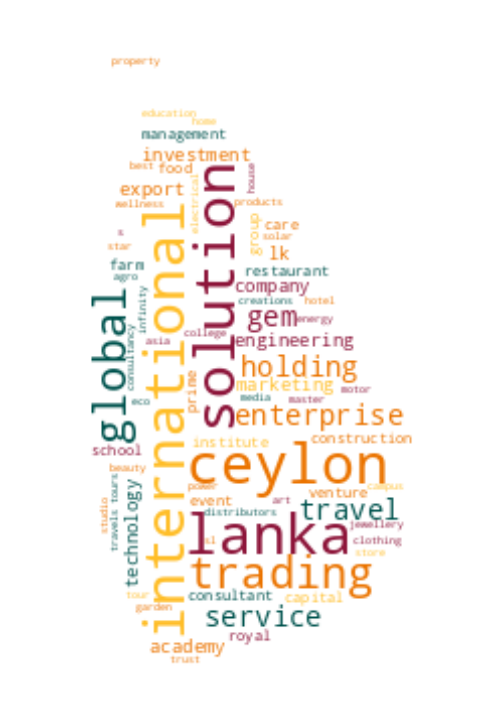 property
education
home
management
investment
best
food
electrical
house
export
wellness
products
international
solution
s
star
group
care
solar
lk
farm
agro
restaurant
company
global
infinity
creations
hotel
gem
energy
consultancy
asia
college
engineering
holding
prime
marketing
motor
eco
media
master
enterprise
school
institute
construction
beauty
ceylon
power
campus
studio
travels tours
technology
event
art
venture
travel
distributors
lanka
jewellery
sl
clothing
store
trading
tour
garden
consultant
capital
service
royal
academy
trust